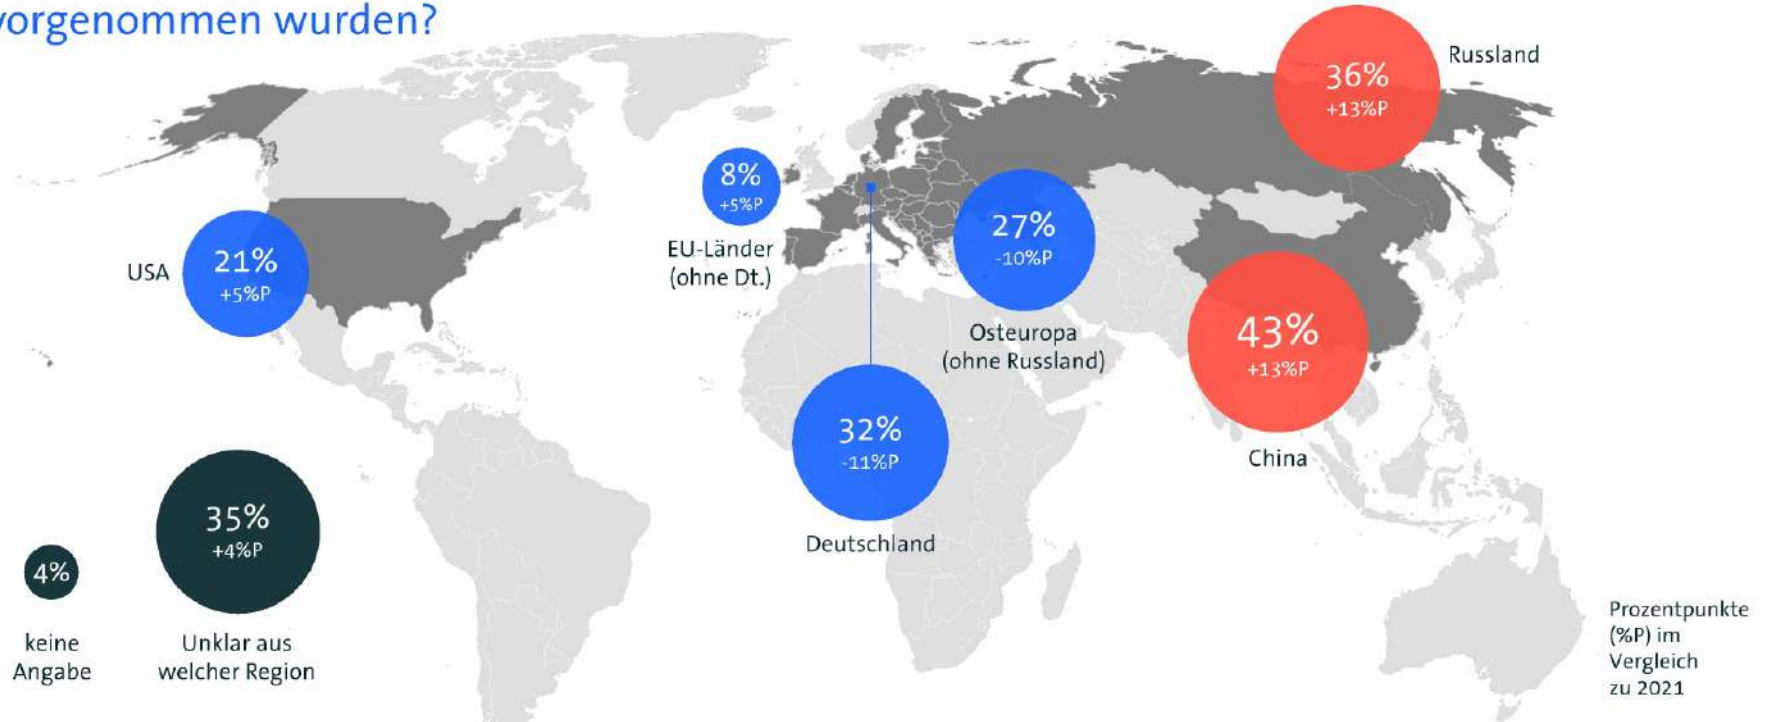 vorgenommen wurden?
36%
+13%P
Russland
8%
+5%P
EU-Länder
(ohne Dt.)
27%
-10%P
Osteuropa
(ohne Russland)
USA
21%
+5%P
43%
+13%P
China
32%
-11%P
Deutschland
35%
+4%P
Unklar aus
welcher Region
4%
keine
Angabe
Prozentpunkte
(%P) im
Vergleich
zu 2021